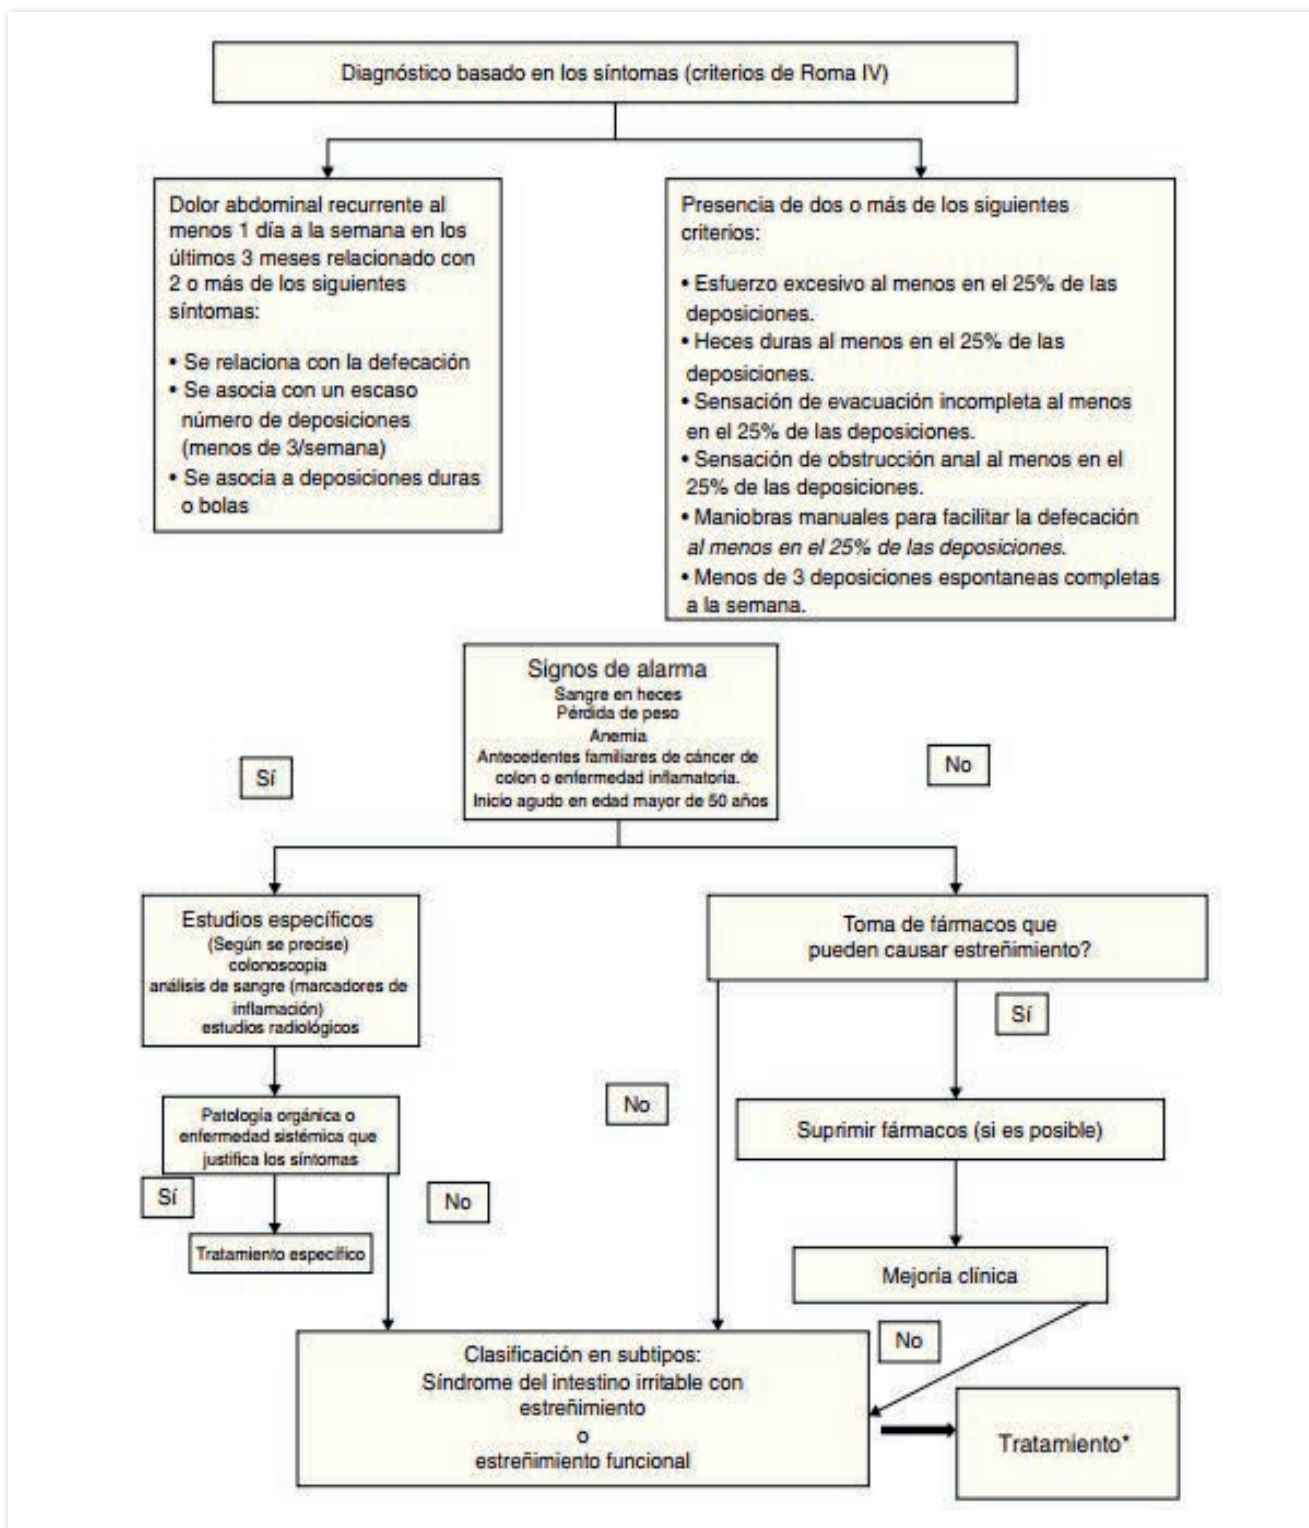 Diagnóstico basado en los síntomas (criterios de Roma IV)
Dolor abdominal recurrente al
menos 1 día a la semana en los
últimos 3 meses relacionado con
2 o más de los siguientes
síntomas:
• Se relaciona con la defecación
• Se asocia con un escaso
número de deposiciones
(menos de 3/semana)
• Se asocia a deposiciones duras
o bolas
Presencia de dos o más de los siguientes
criterios:
• Esfuerzo excesivo al menos en el 25% de las
deposiciones.
• Heces duras al menos en el 25% de las
deposiciones.
• Sensación de evacuación incompleta al menos
en el 25% de las deposiciones.
• Sensación de obstrucción anal al menos en el
25% de las deposiciones.
• Maniobras manuales para facilitar la defecación
al menos en el 25% de las deposiciones.
• Menos de 3 deposiciones espontaneas completas
a la semana.
Signos de alarma
Sangre en heces
Pérdida de peso
Anemia
Antecedentes familiares de cáncer de
colon o enfermedad inflamatoria.
Inicio agudo en edad mayor de 50 años
Sí
No
Estudios específicos
(Según se precise)
colonoscopia
análisis de sangre (marcadores de
inflamación)
estudios radiológicos
Toma de fármacos que
pueden causar estreñimiento?
Sí
No
Patología orgánica o
enfermedad sistémica que
justifica los síntomas
Suprimir fármacos (si es posible)
Sí
No
Tratamiento específico
Mejoría clínica
No
Clasificación en subtipos:
Síndrome del intestino irritable con
estreñimiento
o
estreñimiento funcional
Tratamiento*